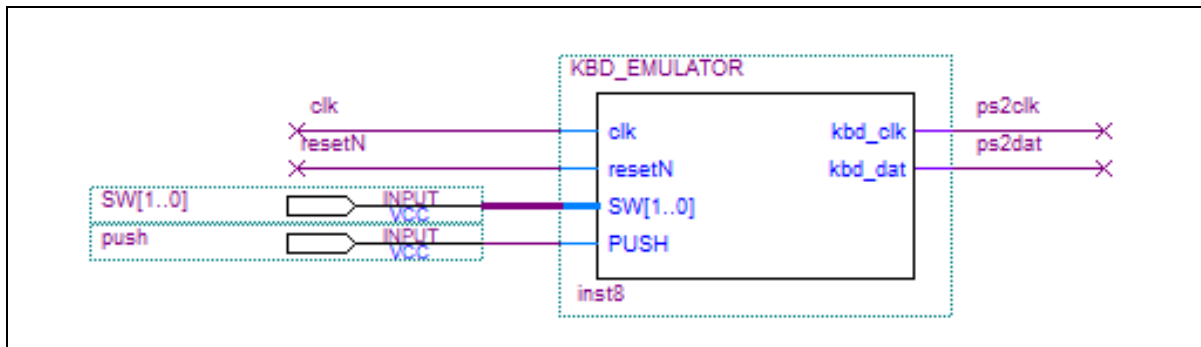 KBD_EMULATOR
clk
clk
kbd_clk
ps2clk
resetN
resetN
kbd_dat
ps2dat
SW[1..0]
INPUT
VCC
SW[1..0]
push
INPUT
VCC
PUSH
inst8